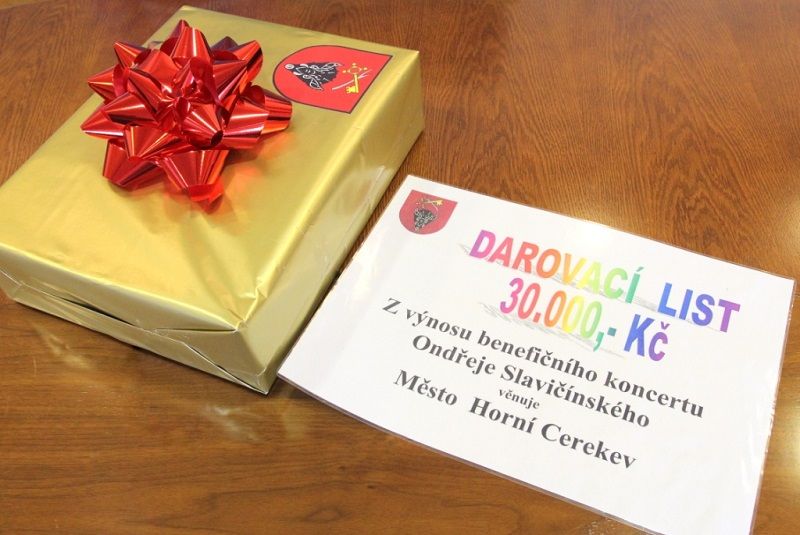 DAROVACÍ LIST
30.000,- Kč
Z výnosu benefičního koncertu
Ondřeje Slavičínského
věnuje
Město Horní Cerekev